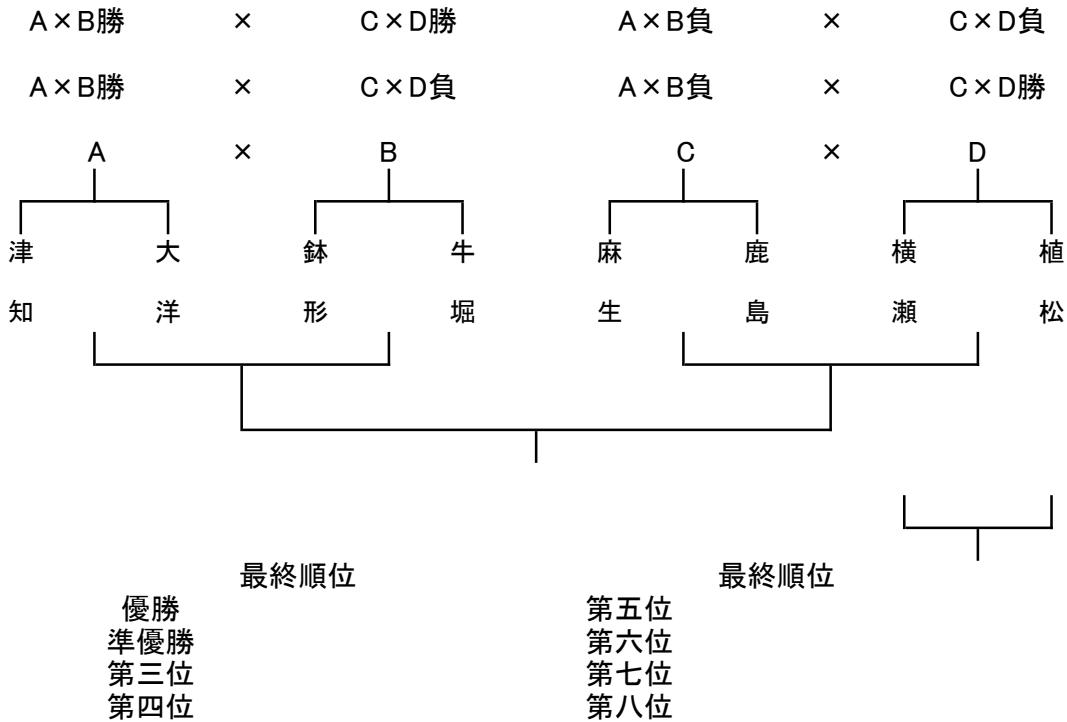 A×B勝 × C×D勝 A×B負 × C×D負
A×B勝 × C×D負 A×B負 × C×D勝
A × B C × D
津知 大洋 鉢形 牛堀 麻生 鹿島 横瀬 植松
最終順位 最終順位
優勝 第五位
準優勝 第六位
第三位 第七位
第四位 第八位